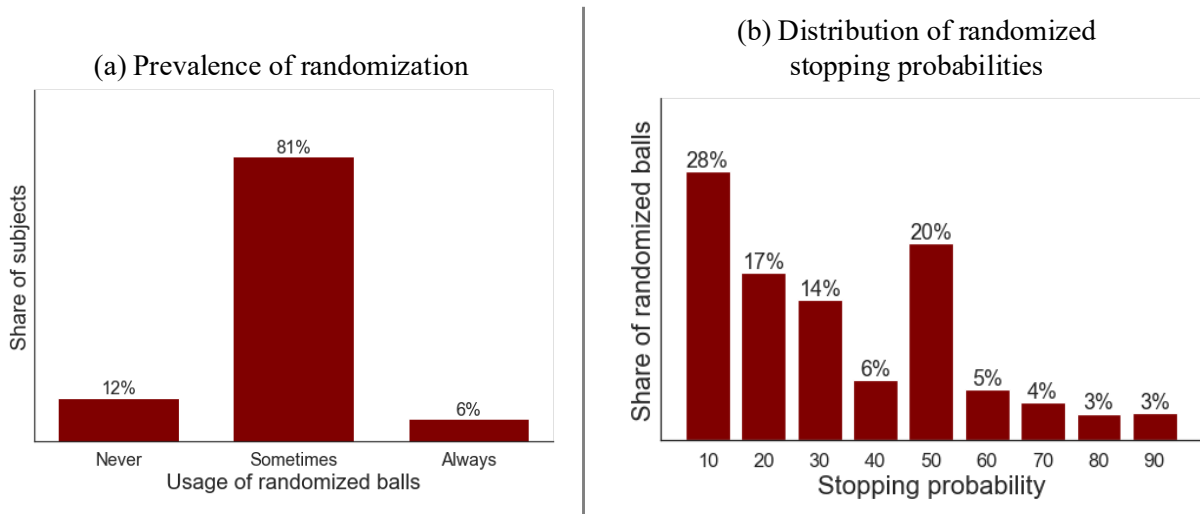 (a) Prevalence of randomization
Share of subjects
12%
81%
6%
Never Sometimes Always
Usage of randomized balls
(b) Distribution of randomized
stopping probabilities
Share of randomized balls
28%
17%
14%
6%
20%
5%
4%
3%
3%
10 20 30 40 50 60 70 80 90
Stopping probability